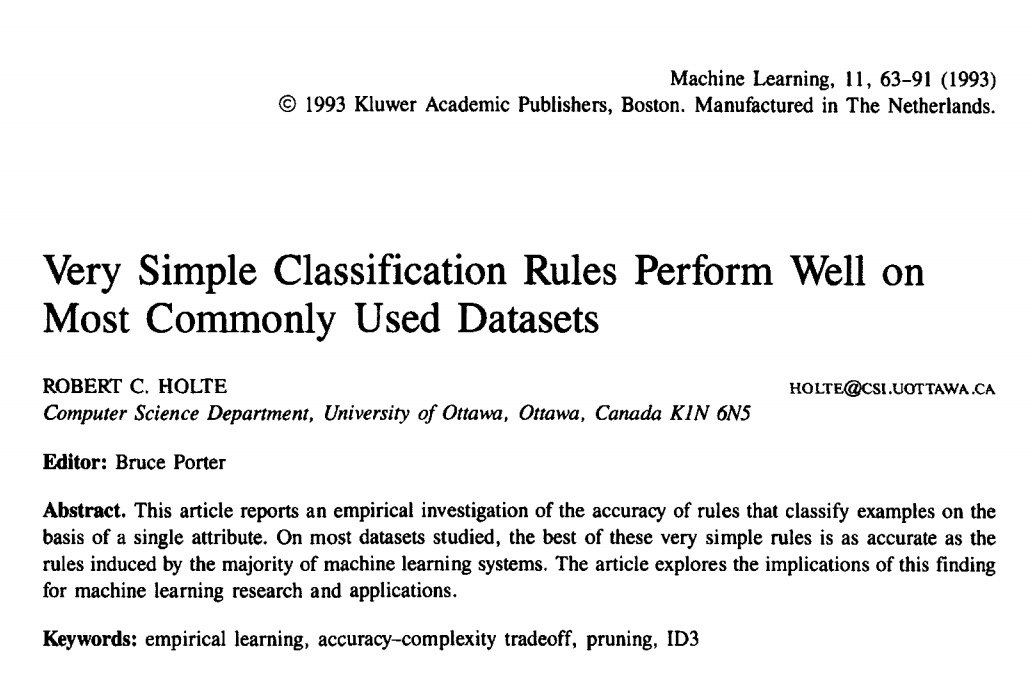 Machine Learning, 11, 63–91 (1993)
© 1993 Kluwer Academic Publishers, Boston. Manufactured in The Netherlands.
Very Simple Classification Rules Perform Well on
Most Commonly Used Datasets
ROBERT C. HOLTE HOLTE@CSI.UOTTAWA.CA
Computer Science Department, University of Ottawa, Ottawa, Canada K1N 6N5
Editor: Bruce Porter
Abstract. This article reports an empirical investigation of the accuracy of rules that classify examples on the
basis of a single attribute. On most datasets studied, the best of these very simple rules is as accurate as the
rules induced by the majority of machine learning systems. The article explores the implications of this finding
for machine learning research and applications.
Keywords: empirical learning, accuracy–complexity tradeoff, pruning, ID3